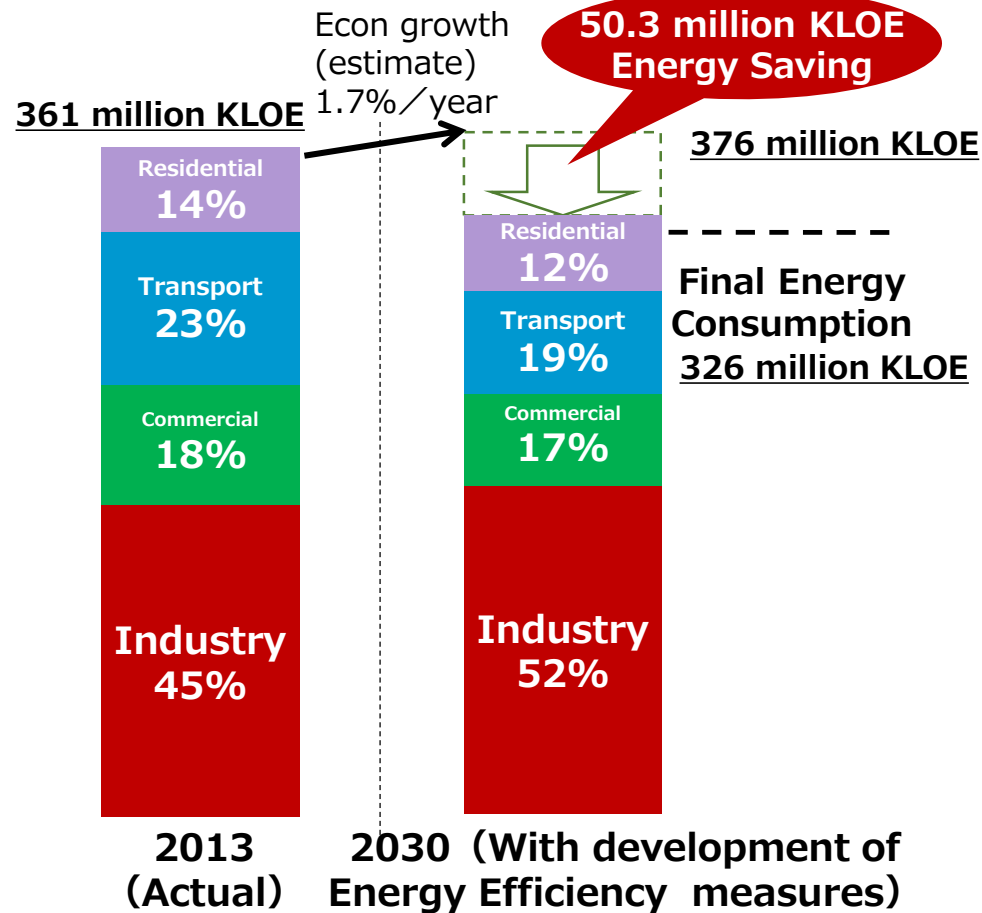 Econ growth
(estimate)
1.7%／year
50.3 million KLOE
Energy Saving
361 million KLOE
376 million KLOE
Residential
14%
Transport
23%
Commercial
18%
Industry
45%
Residential
12%
Transport
19%
Commercial
17%
Industry
52%
Final Energy
Consumption
326 million KLOE
2013
（Actual）
2030（With development of
Energy Efficiency measures）